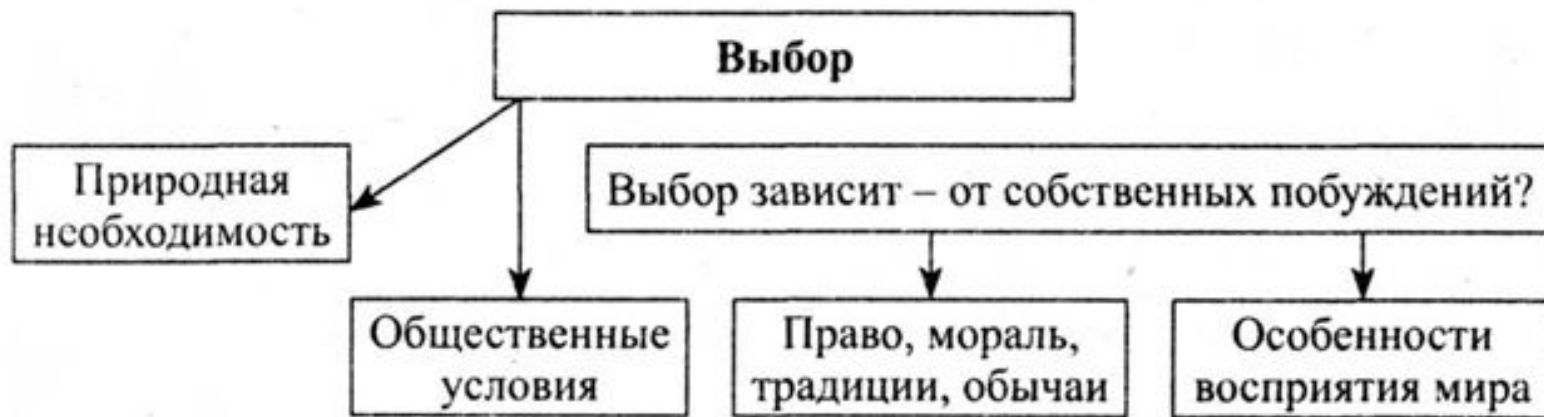 Выбор
Природная
необходимость
Выбор зависит – от собственных побуждений?
Общественные
условия
Право, мораль,
традиции, обычаи
Особенности
восприятия мира